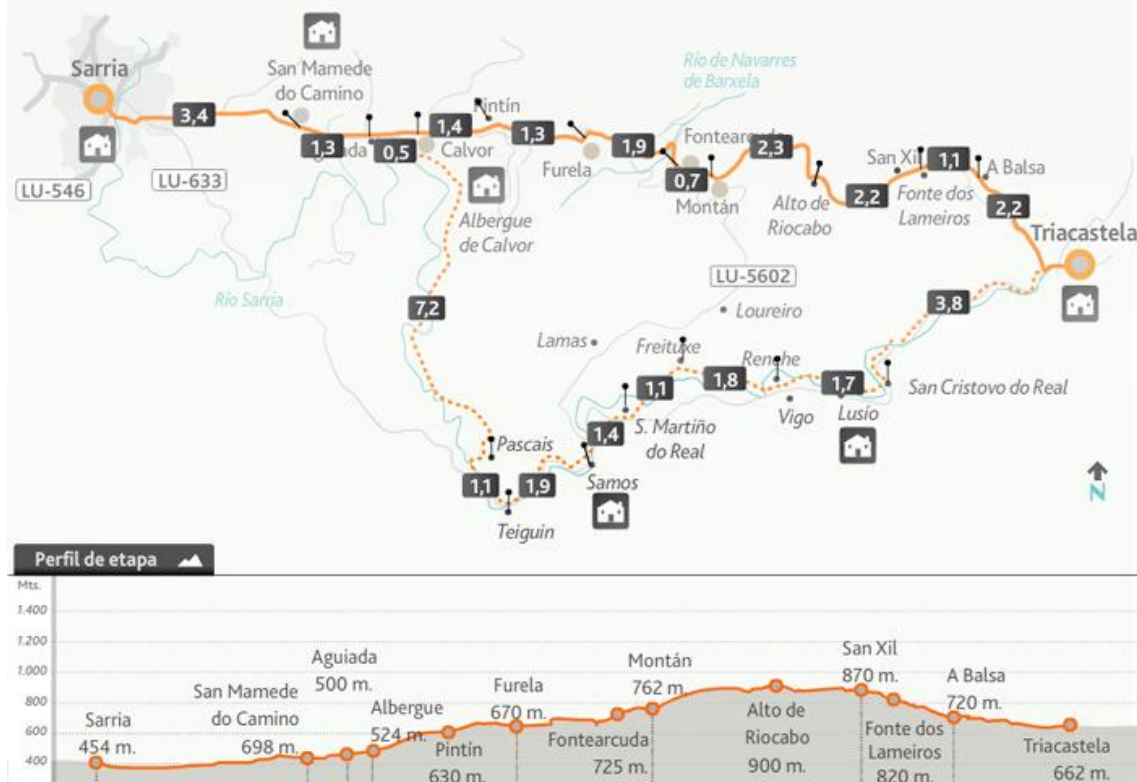 Sarria
San Mamede
do Camino
3,4
1,3
0,5
1,4
Calvor
Pintín
1,3
Furela
1,9
0,7
Fontearcuda
Montán
2,3
Río de Navarres
de Barxela
Alto de
Riocabo
2,2
San Xil
1,1
Fonte dos
Lameiros
A Balsa
2,2
Triacastela
LU-546
LU-633
Albergue
de Calvor
LU-5602
Río Sarria
7,2
Loureiro
3,8
Lamas
Freituxe
Renche
1,1
1,8
1,7
San Cristovo do Real
Vigo
Lusío
S. Martiño
do Real
1,4
Pascais
Samos
1,1
1,9
Teiguin
N
Perfil de etapa
Mts.
1.400
1.200
1.000
800
600
400
Sarria
454 m.
San Mamede
do Camino
698 m.
Aguiada
500 m.
Albergue
524 m.
Pintín
630 m.
Furela
670 m.
Fontearcuda
725 m.
Montán
762 m.
Alto de
Riocabo
900 m.
San Xil
870 m.
Fonte dos
Lameiros
820 m.
A Balsa
720 m.
Triacastela
662 m.